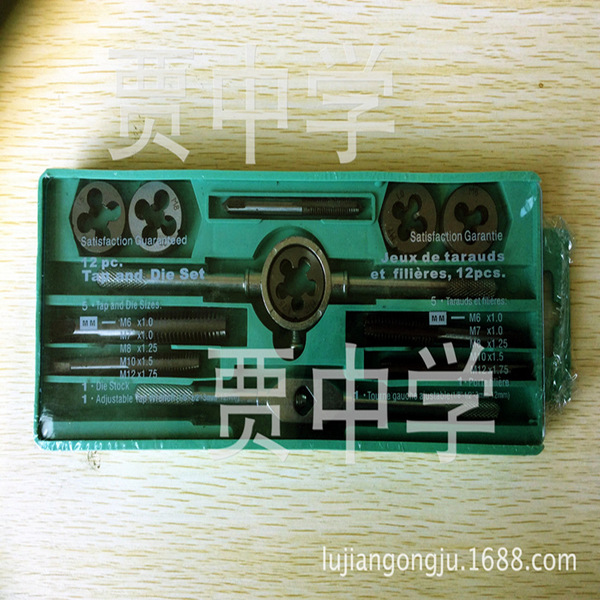 贾中学
Satisfaction Guaranteed
12 pc.
Tap and Die Set
5 · Tap and Die Sizes:
MM — M6 x1.0
M7 x1.0
M8 x1.25
M10 x1.5
M12 x1.75
1 · Die Stock
1 · Adjustable Tap Wrench
Satisfaction Garantie
Jeux de tarauds
et filières, 12pcs.
5 · Tarauds et filières:
MM — M6 x1.0
M7 x1.0
M8 x1.25
M10 x1.5
M12 x1.75
贾中学
lujiangongju.1688.com